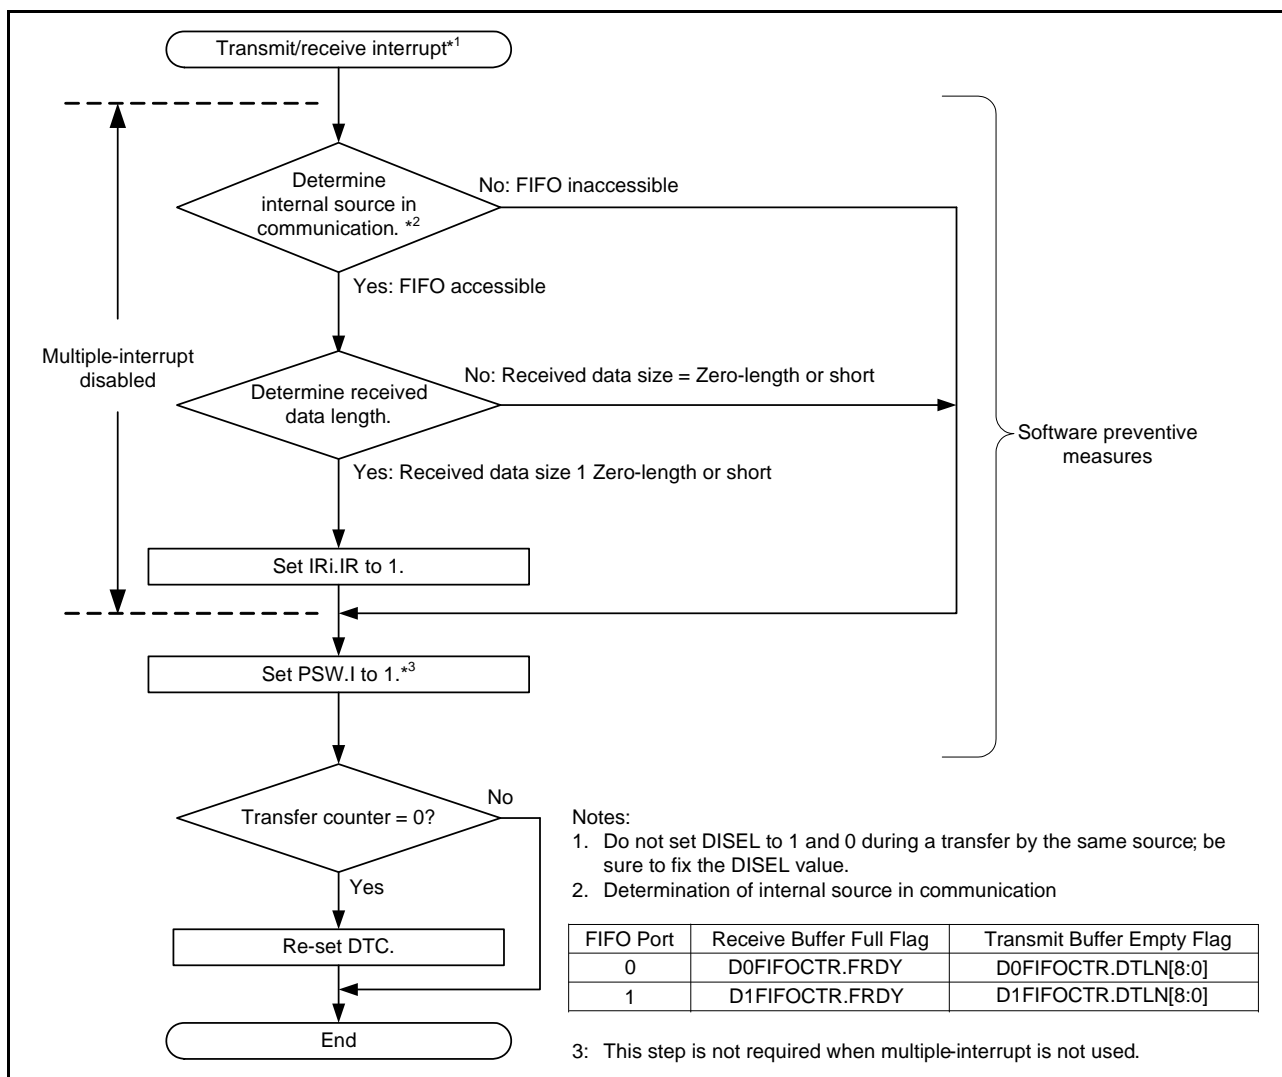 Transmit/receive interrupt*1
Determine
internal source in
communication. *2
No: FIFO inaccessible
Yes: FIFO accessible
Multiple-interrupt
disabled
Determine received
data length.
No: Received data size = Zero-length or short
Yes: Received data size 1 Zero-length or short
Software preventive
measures
Set IRi.IR to 1.
Set PSW.I to 1.*3
Transfer counter = 0?
No
Yes
Re-set DTC.
End
Notes:
1. Do not set DISEL to 1 and 0 during a transfer by the same source; be
sure to fix the DISEL value.
2. Determination of internal source in communication
FIFO Port Receive Buffer Full Flag Transmit Buffer Empty Flag
0 D0FIFOCTR.FRDY D0FIFOCTR.DTLN[8:0]
1 D1FIFOCTR.FRDY D1FIFOCTR.DTLN[8:0]
3: This step is not required when multiple-interrupt is not used.